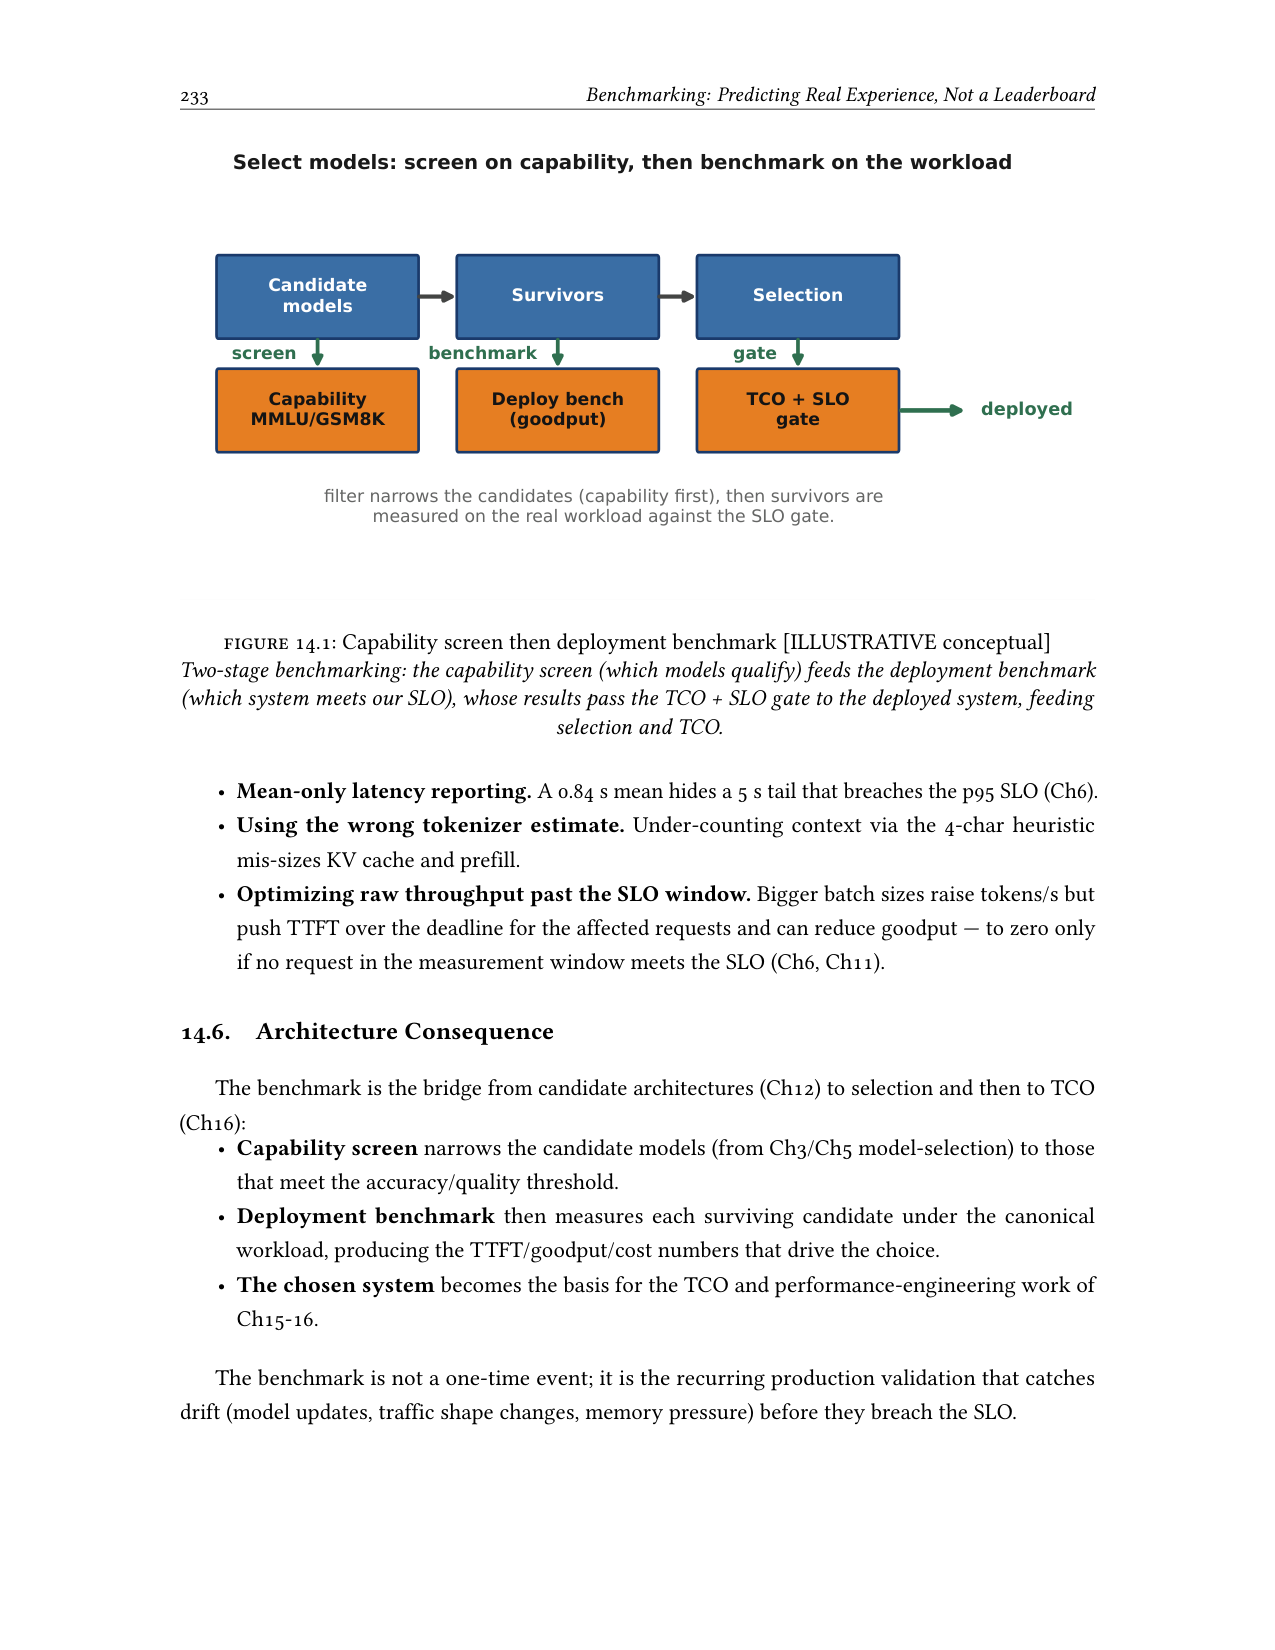 233 Benchmarking: Predicting Real Experience, Not a Leaderboard
Select models: screen on capability, then benchmark on the workload
Candidate
models
Survivors
Selection
screen
benchmark
gate
Capability
MMLU/GSM8K
Deploy bench
(goodput)
TCO + SLO
gate
deployed
filter narrows the candidates (capability first), then survivors are
measured on the real workload against the SLO gate.
FIGURE 14.1: Capability screen then deployment benchmark [ILLUSTRATIVE conceptual]
Two-stage benchmarking: the capability screen (which models qualify) feeds the deployment benchmark
(which system meets our SLO), whose results pass the TCO + SLO gate to the deployed system, feeding
selection and TCO.
• Mean-only latency reporting. A 0.84 s mean hides a 5 s tail that breaches the p95 SLO (Ch6).
• Using the wrong tokenizer estimate. Under-counting context via the 4-char heuristic
mis-sizes KV cache and prefill.
• Optimizing raw throughput past the SLO window. Bigger batch sizes raise tokens/s but
push TTFT over the deadline for the affected requests and can reduce goodput — to zero only
if no request in the measurement window meets the SLO (Ch6, Ch11).
14.6. Architecture Consequence
The benchmark is the bridge from candidate architectures (Ch12) to selection and then to TCO
(Ch16):
• Capability screen narrows the candidate models (from Ch3/Ch5 model-selection) to those
that meet the accuracy/quality threshold.
• Deployment benchmark then measures each surviving candidate under the canonical
workload, producing the TTFT/goodput/cost numbers that drive the choice.
• The chosen system becomes the basis for the TCO and performance-engineering work of
Ch15-16.
The benchmark is not a one-time event; it is the recurring production validation that catches
drift (model updates, traffic shape changes, memory pressure) before they breach the SLO.